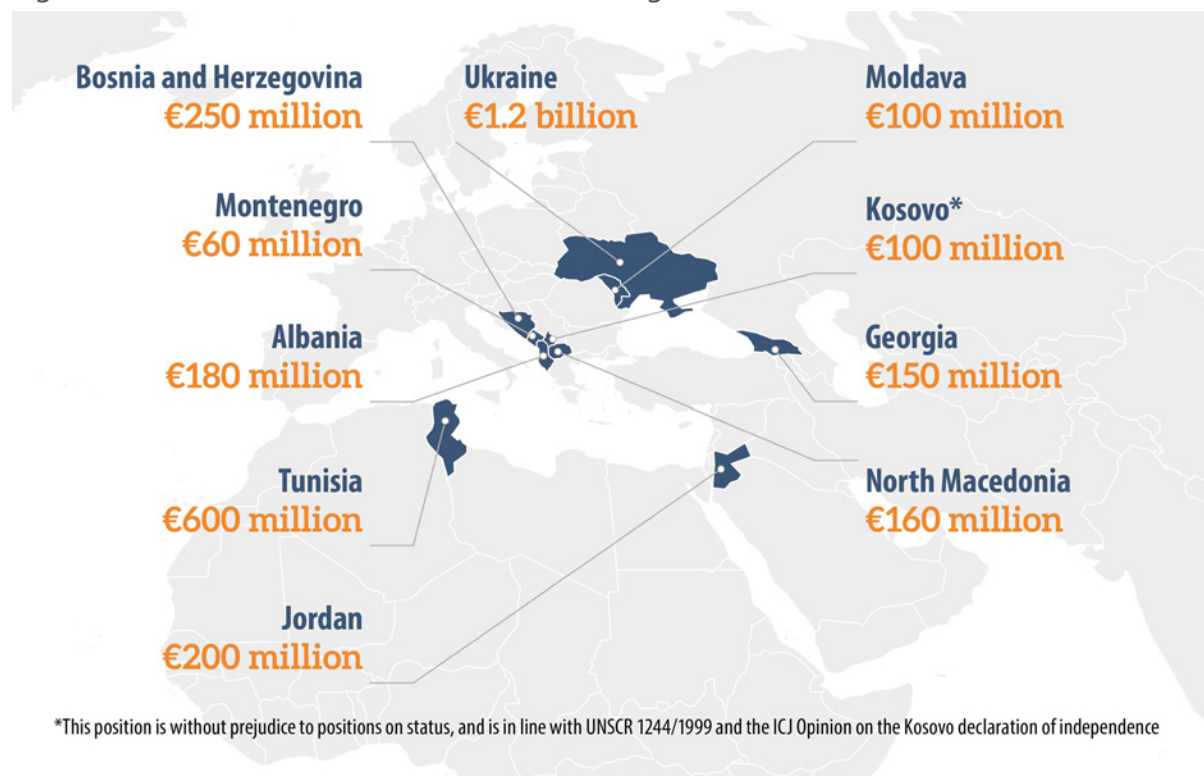 Bosnia and Herzegovina
€250 million
Ukraine
€1.2 billion
Moldava
€100 million
Montenegro
€60 million
Kosovo*
€100 million
Albania
€180 million
Georgia
€150 million
Tunisia
€600 million
North Macedonia
€160 million
Jordan
€200 million
*This position is without prejudice to positions on status, and is in line with UNSCR 1244/1999 and the ICJ Opinion on the Kosovo declaration of independence